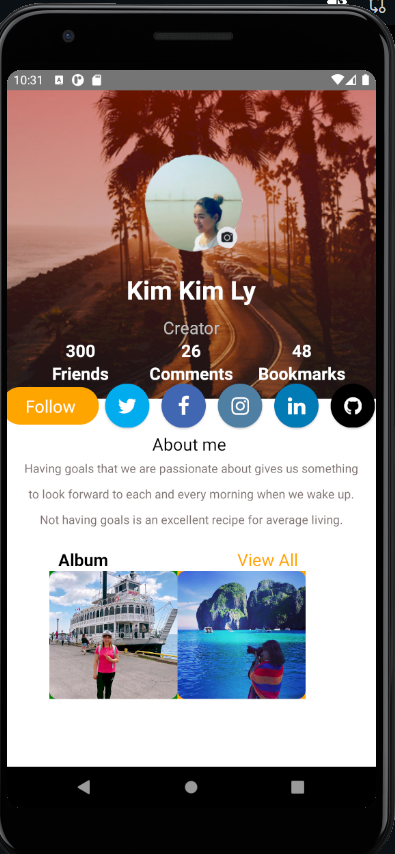 10:31
Kim Kim Ly
Creator
300 26 48
Friends Comments Bookmarks
Follow
About me
Having goals that we are passionate about gives us something
to look forward to each and every morning when we wake up.
Not having goals is an excellent recipe for average living.
Album View All